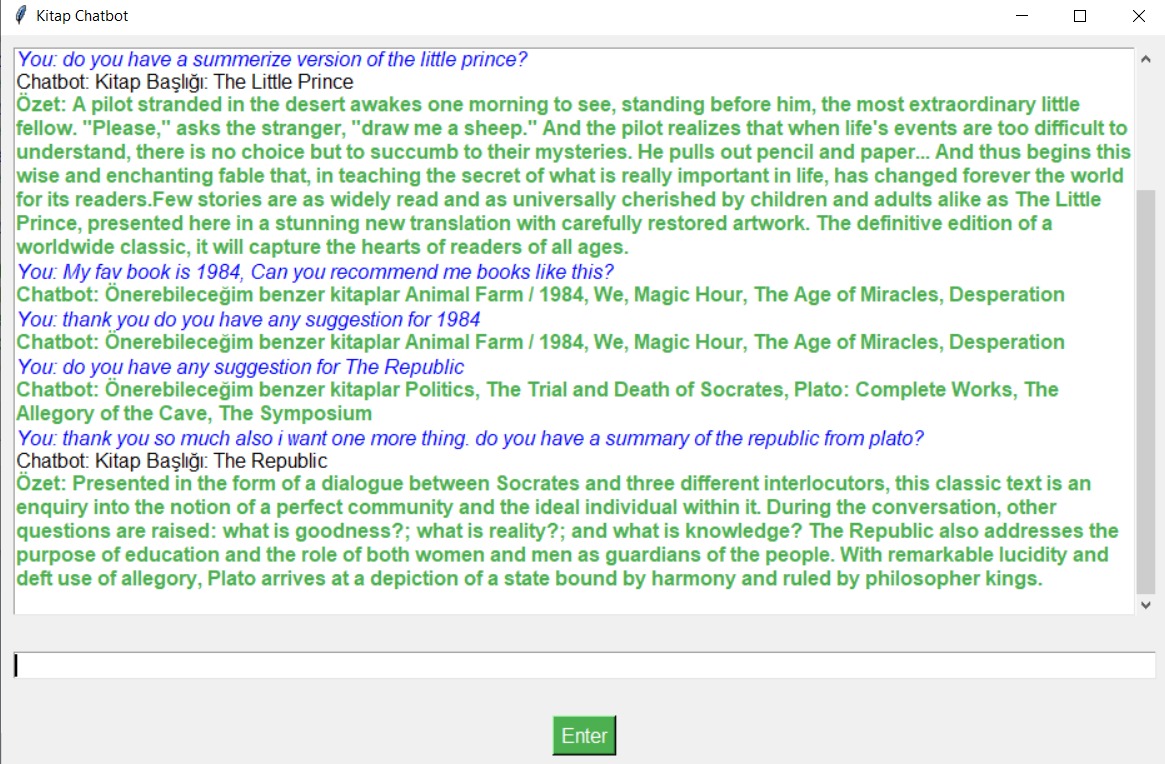 Kitap Chatbot
You: do you have a summerize version of the little prince?
Chatbot: Kitap Başlığı: The Little Prince
Özet: A pilot stranded in the desert awakes one morning to see, standing before him, the most extraordinary little
fellow. "Please," asks the stranger, "draw me a sheep." And the pilot realizes that when life's events are too difficult to
understand, there is no choice but to succumb to their mysteries. He pulls out pencil and paper... And thus begins this
wise and enchanting fable that, in teaching the secret of what is really important in life, has changed forever the world
for its readers.Few stories are as widely read and as universally cherished by children and adults alike as The Little
Prince, presented here in a stunning new translation with carefully restored artwork. The definitive edition of a
worldwide classic, it will capture the hearts of readers of all ages.
You: My fav book is 1984, Can you recommend me books like this?
Chatbot: Önerebileceğim benzer kitaplar Animal Farm / 1984, We, Magic Hour, The Age of Miracles, Desperation
You: thank you do you have any suggestion for 1984
Chatbot: Önerebileceğim benzer kitaplar Animal Farm / 1984, We, Magic Hour, The Age of Miracles, Desperation
You: do you have any suggestion for The Republic
Chatbot: Önerebileceğim benzer kitaplar Politics, The Trial and Death of Socrates, Plato: Complete Works, The
Allegory of the Cave, The Symposium
You: thank you so much also i want one more thing. do you have a summary of the republic from plato?
Chatbot: Kitap Başlığı: The Republic
Özet: Presented in the form of a dialogue between Socrates and three different interlocutors, this classic text is an
enquiry into the notion of a perfect community and the ideal individual within it. During the conversation, other
questions are raised: what is goodness?; what is reality?; and what is knowledge? The Republic also addresses the
purpose of education and the role of both women and men as guardians of the people. With remarkable lucidity and
deft use of allegory, Plato arrives at a depiction of a state bound by harmony and ruled by philosopher kings.
Enter